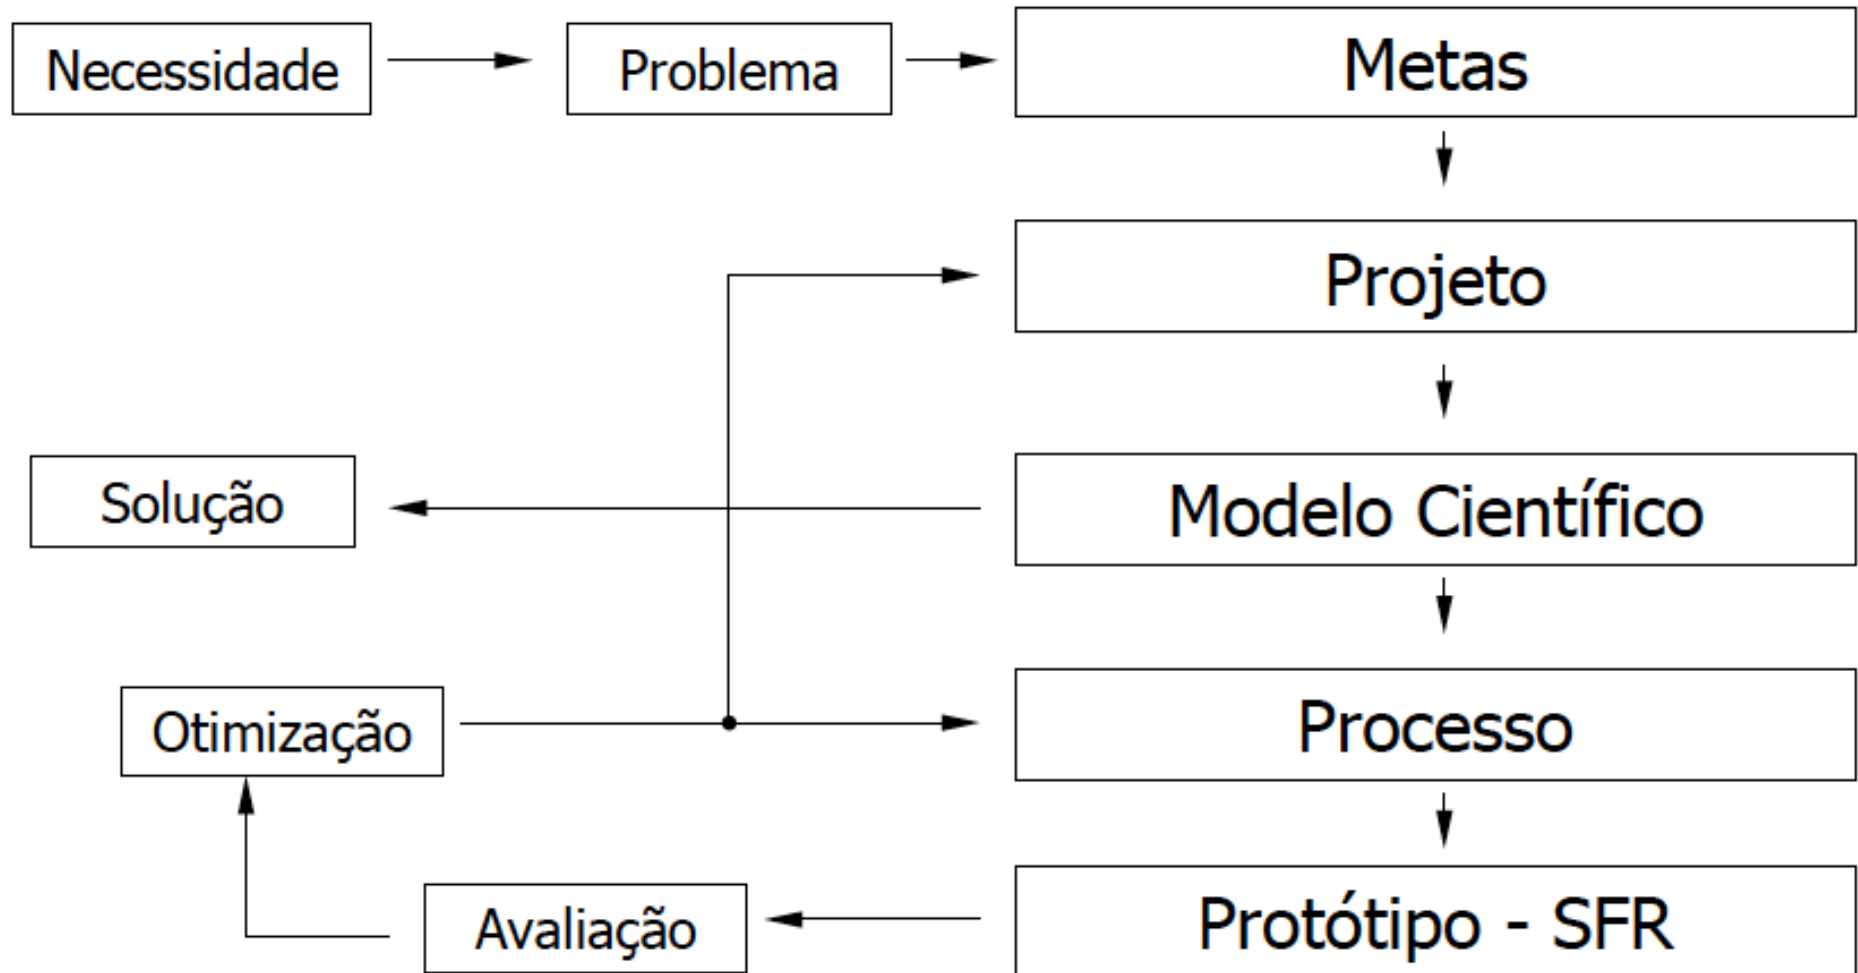 Necessidade
Problema
Metas
Projeto
Solução
Modelo Científico
Otimização
Processo
Avaliação
Protótipo - SFR